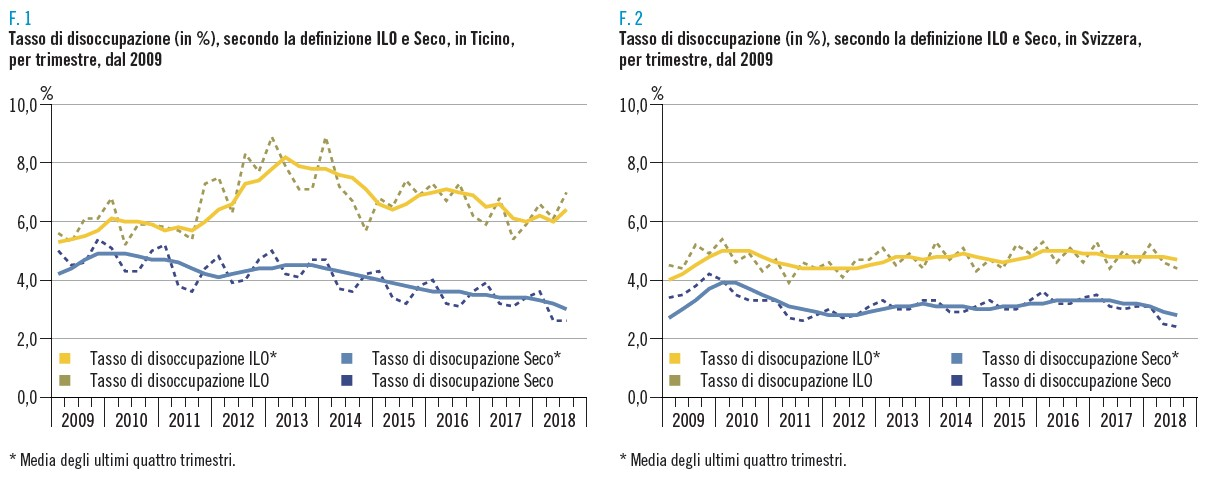 F. 1
Tasso di disoccupazione (in %), secondo la definizione ILO e Seco, in Ticino,
per trimestre, dal 2009
%
10,0
8,0
6,0
4,0
2,0
0,0
Tasso di disoccupazione ILO*
Tasso di disocupazione Seco*
Tasso di disoccupazione ILO
Tasso di disocupazione Seco
2009 2010 2011 2012 2013 2014 2015 2016 2017 2018
* Media degli ultimi quattro trimestri.
F. 2
Tasso di disoccupazione (in %), secondo la definizione ILO e Seco, in Svizzera,
per trimestre, dal 2009
%
10,0
8,0
6,0
4,0
2,0
0,0
Tasso di disoccupazione ILO*
Tasso di disoccupazione Seco*
Tasso di disoccupazione ILO
Tasso di disocupazione Seco
2009 2010 2011 2012 2013 2014 2015 2016 2017 2018
* Media degli ultimi quattro trimestri.